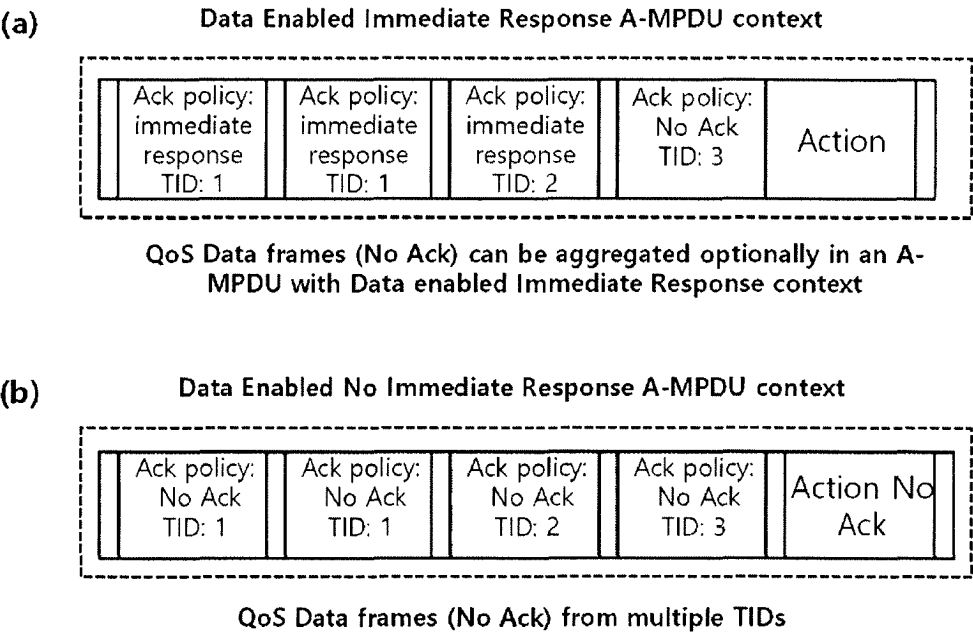 (a)
Data Enabled Immediate Response A-MPDU context
Ack policy:
immediate
response
TID: 1
Ack policy:
immediate
response
TID: 1
Ack policy:
immediate
response
TID: 2
Ack policy:
No Ack
TID: 3
Action
QoS Data frames (No Ack) can be aggregated optionally in an A-
MPDU with Data enabled Immediate Response context
(b)
Data Enabled No Immediate Response A-MPDU context
Ack policy:
No Ack
TID: 1
Ack policy:
No Ack
TID: 1
Ack policy:
No Ack
TID: 2
Ack policy:
No Ack
TID: 3
Action No
Ack
QoS Data frames (No Ack) from multiple TIDs